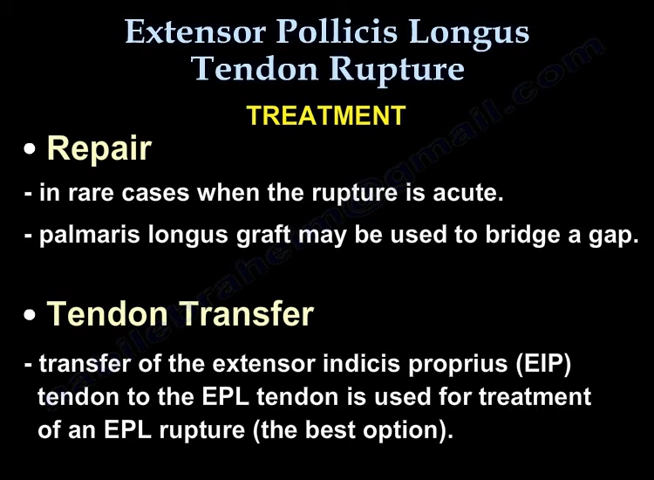 Extensor Pollicis Longus
Tendon Rupture
TREATMENT
• Repair
- in rare cases when the rupture is acute.
- palmaris longus graft may be used to bridge a gap.
• Tendon Transfer
- transfer of the extensor indicis proprius (EIP)
tendon to the EPL tendon is used for treatment
of an EPL rupture (the best option).